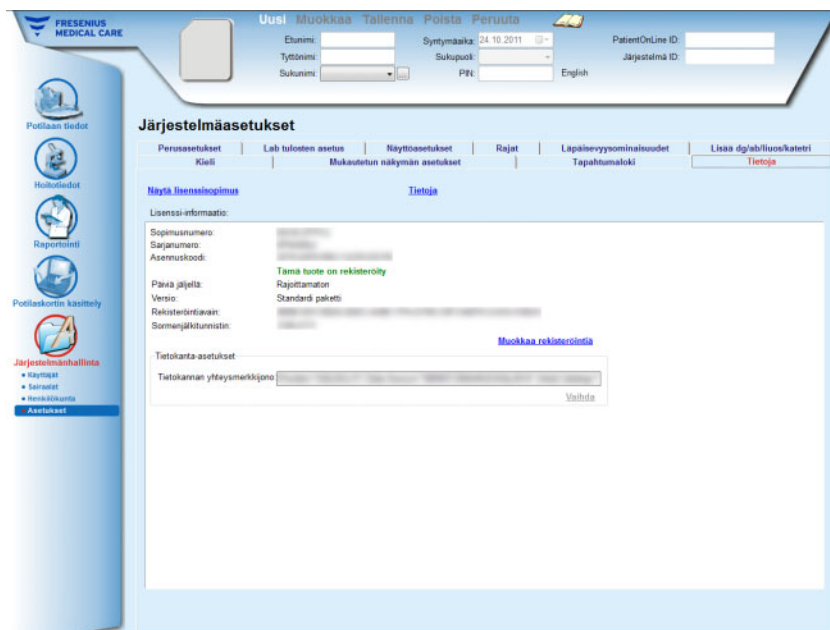 FRESENIUS
MEDICAL CARE
Uusi Muokkaa Tallenna Poista Peruuta
Etunimi: Syntymäaika: 24.10.2011 PatientOnLine ID:
Tyttönimi: Sukupuoli: Järjestelmä ID:
Sukunimi: ... PIN: English
Potilaan tiedot
Hoitotiedot
Raportointi
Potilaskortin käsittely
Järjestelmänhallinta
Käyttäjät
Sairaalat
Henkilökunta
Asetukset
Järjestelmäasetukset
Perusasetukset Lab tulosten asetus Näyttöasetukset Rajat Läpäisevyysominaisuudet Lisää dg/ab/liuos/katetri
Kieli Mukautetun näkymän asetukset Tapahtumaloki Tietoja
Näytä lisenssisopimus Tietoja
Lisenssi-informaatio:
Sopimusnumero:
Sarjanumero:
Asennuskoodi:
Tämä tuote on rekisteröity
Päiviä jäljellä: Rajoittamaton
Versio: Standardi paketti
Rekisteröintiavain:
Sormenjälkitunnistin:
Muokkaa rekisteröintiä
Tietokanta-asetukset
Tietokannan yhteysmerkkijono:
Vaihda